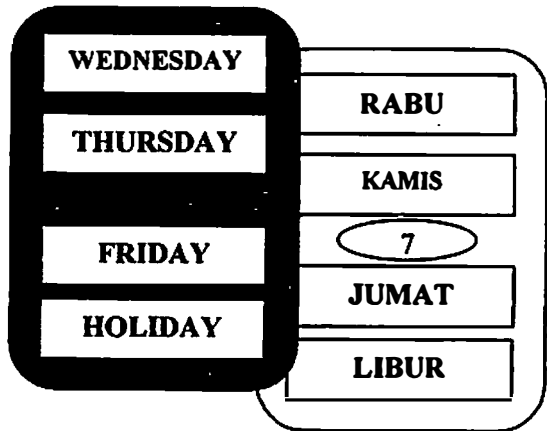 WEDNESDAY
THURSDAY
FRIDAY
HOLIDAY
RABU
KAMIS
7
JUMAT
LIBUR